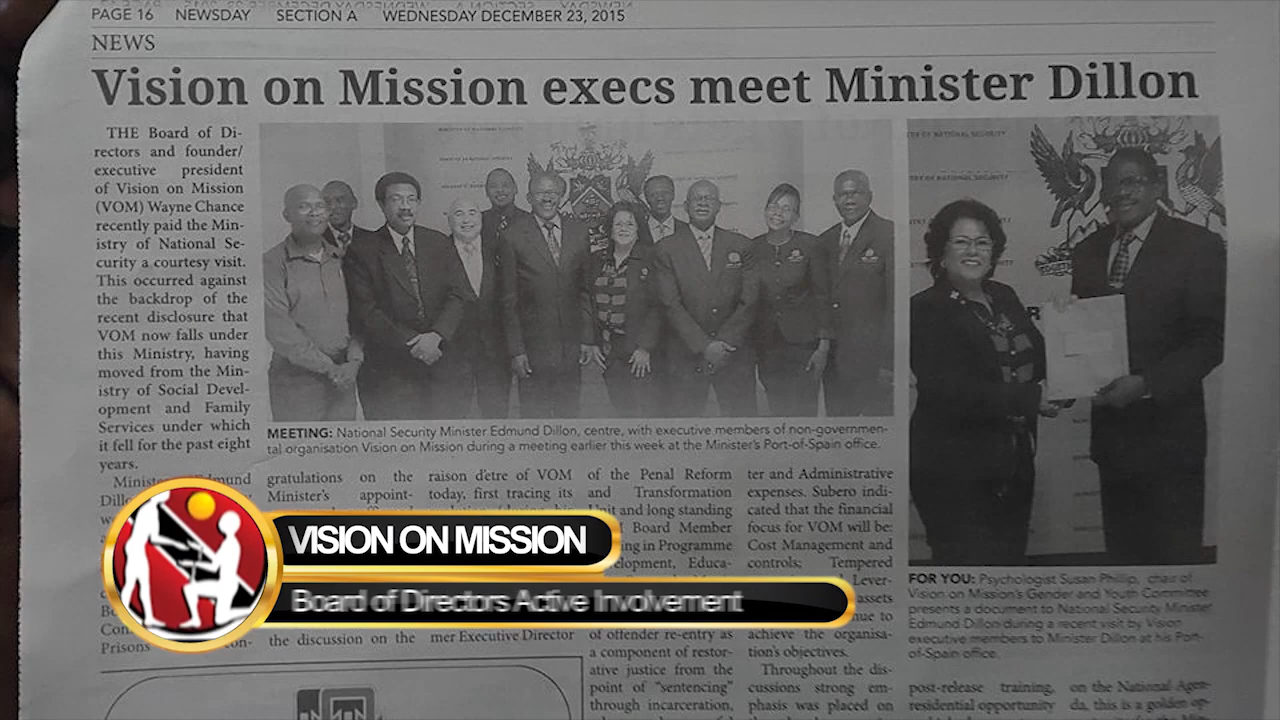 PAGE 16 NEWSDAY SECTION A WEDNESDAY DECEMBER 23, 2015
NEWS
Vision on Mission execs meet Minister Dillon
THE Board of Di-
rectors and founder/
executive president
of Vision on Mission
(VOM) Wayne Chance
recently paid the Min-
istry of National Se-
curity a courtesy visit.
This occurred against
the backdrop of the
recent disclosure that
VOM now falls under
this Ministry, having
moved from the Min-
istry of Social Devel-
opment and Family
Services under which
it fell for the past eight
years.
MEETING: National Security Minister Edmund Dillon, centre, with executive members of non-governmen-
tal organisation Vision on Mission during a meeting earlier this week at the Minister's Port-of-Spain office.
gratulations on the
Minister's appoint-
the discussion on the
raison d'etre of VOM
today, first tracing its
mer Executive Director
of the Penal Reform
and Transformation
Unit and long standing
Board Member
in Programme
of offender re-entry as
a component of restor-
ative justice from the
point of "sentencing"
through incarceration,
ter and Administrative
expenses. Subero indi-
cated that the financial
focus for VOM will be:
Cost Management and
controls; Tempered
Lever-
assets
to
achieve the organisa-
tion's objectives.
Throughout the dis-
cussions strong em-
phasis was placed on
FOR YOU: Psychologist Susan Phillip, chair of
Vision on Mission's Gender and Youth Committee
presents a document to National Security Minister
Edmund Dillon during a recent visit by Vision
executive members to Minister Dillon at his Port-
of-Spain office.
post-release training,
residential opportunity
on the National Agen-
da, this is a golden op-
VISION ON MISSION
Board of Directors Active Involvement
Prisons